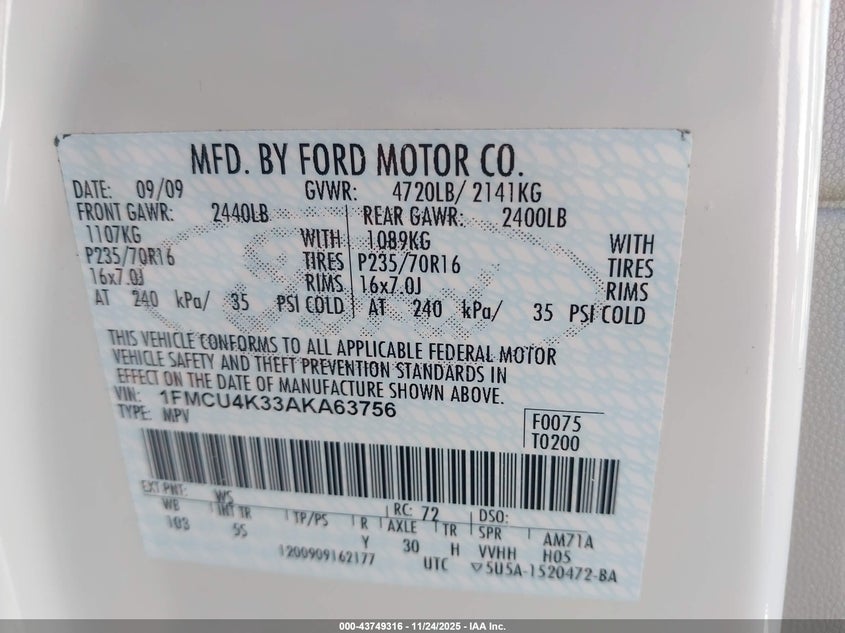 MFD. BY FORD MOTOR CO.
DATE: 09/09 GVWR: 4720LB/ 2141KG
FRONT GAWR: 2440LB REAR GAWR: 2400LB
1107KG WITH 1089KG WITH
P235/70R16 TIRES P235/70R16 TIRES
16x7.0J RIMS 16x7.0J RIMS
AT 240 kPa/ 35 PSI COLD AT 240 kPa/ 35 PSI COLD
THIS VEHICLE CONFORMS TO ALL APPLICABLE FEDERAL MOTOR
VEHICLE SAFETY AND THEFT PREVENTION STANDARDS IN
EFFECT ON THE DATE OF MANUFACTURE SHOWN ABOVE.
VIN: 1FMCU4K33AKA63756
TYPE: MPV
F0075
T0200
EXT PNT: WS RC: 72 DSO:
WB INT TR TP/PS R AXLE TR SPR AM71A
103 5S Y 30 H VVHH H05
1200909162177 UTC ▽5U5A-1520472-BA
000-43749316 - 11/24/2025 - IAA Inc.